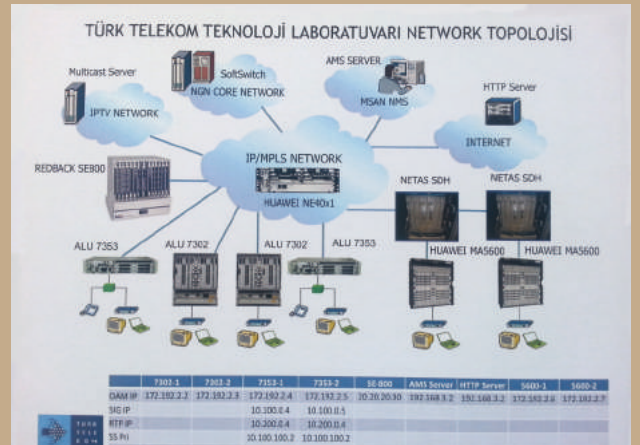 TÜRK TELEKOM TEKNOLOJİ LABORATUVARI NETWORK TOPOLOJİSİ
Multicast Server
SoftSwitch
AMS SERVER
HTTP Server
IPTV NETWORK
NGN CORE NETWORK
MSAN NMS
INTERNET
REDBACK SE800
IP/MPLS NETWORK
HUAWEI NE40x1
NETAS SDH
NETAS SDH
ALU 7353
ALU 7302
ALU 7302
ALU 7353
HUAWEI MA5600
HUAWEI MA5600
7302-1 7302-2 7353-1 7353-2 SE-800 AMS Server HTTP Server 5600-1 5600-2
OAM IP 172.192.2.2 172.192.2.3 172.192.2.4 172.192.2.5 20.20.20.30 192.168.3.2 192.168.3.2 172.192.2.6 172.192.2.7
SIG IP 10.100.0.4 10.100.0.5
RTP IP 10.200.0.4 10.200.0.4
SS Pri 10.100.100.2 10.100.100.2
TÜRK
TELE
KOM